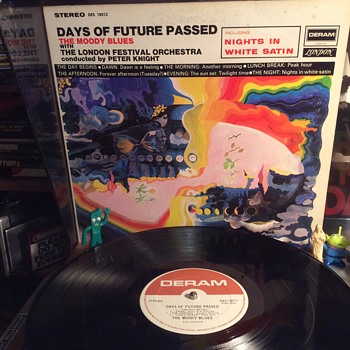 STEREO DES 18012
DAYS OF FUTURE PASSED
THE MOODY BLUES
WITH
THE LONDON FESTIVAL ORCHESTRA
conducted by PETER KNIGHT
INCLUDING
NIGHTS IN
WHITE SATIN
DERAM
LONDON
THE DAY BEGINS • DAWN: Dawn is a feeling • THE MORNING: Another morning • LUNCH BREAK: Peak hour
THE AFTERNOON: Forever afternoon (Tuesday?) • EVENING: The sun set: Twilight time • THE NIGHT: Nights in white satin
DERAM
DAYS OF FUTURE PASSED
THE MOODY BLUES